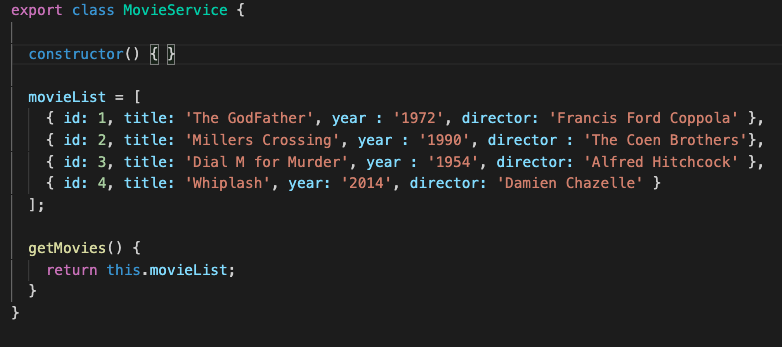 export class MovieService {
constructor() { }
movieList = [
{ id: 1, title: 'The GodFather', year : '1972', director: 'Francis Ford Coppola' },
{ id: 2, title: 'Millers Crossing', year : '1990', director : 'The Coen Brothers'},
{ id: 3, title: 'Dial M for Murder', year : '1954', director: 'Alfred Hitchcock' },
{ id: 4, title: 'Whiplash', year: '2014', director: 'Damien Chazelle' }
];
getMovies() {
return this.movieList;
}
}